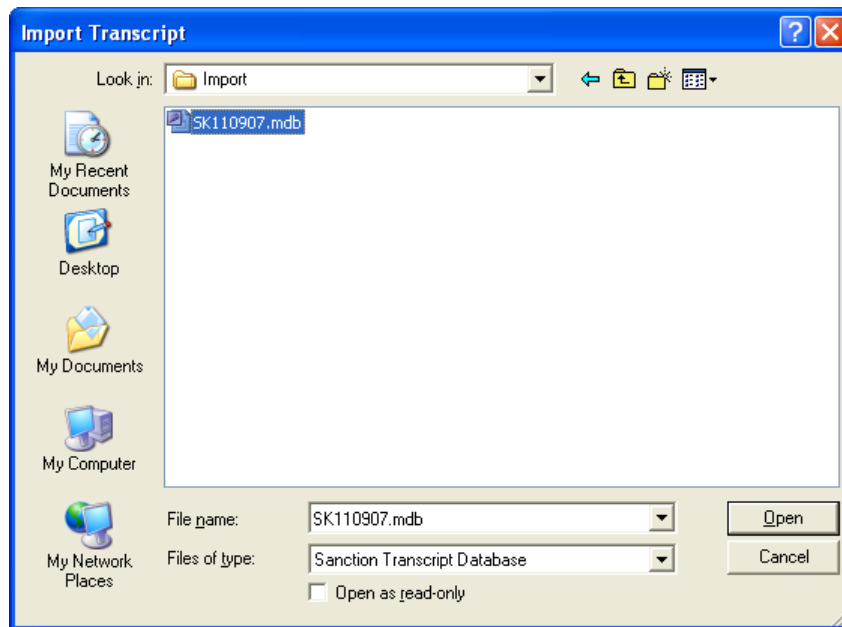 Import Transcript
Look in:
Import
SK110907.mdb
My Recent
Documents
Desktop
My Documents
My Computer
My Network
Places
File name:
SK110907.mdb
Open
Files of type:
Sanction Transcript Database
Cancel
Open as read-only